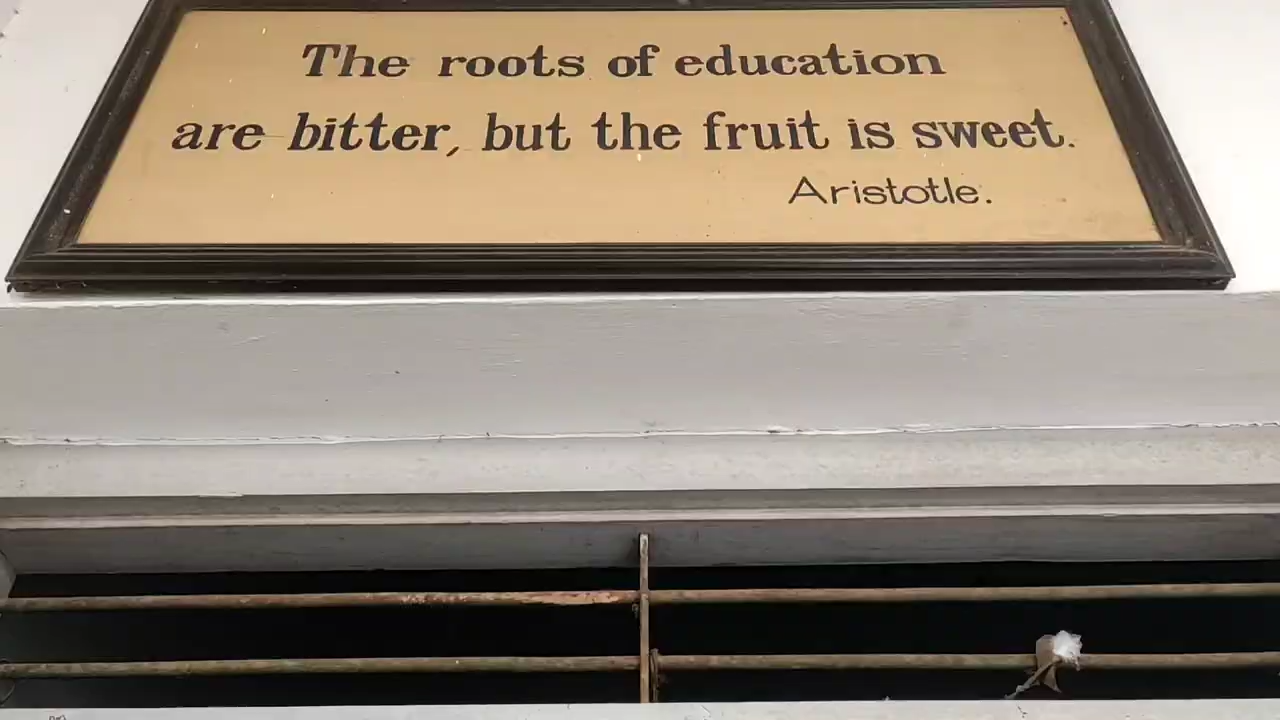 The roots of education
are bitter, but the fruit is sweet.
Aristotle.